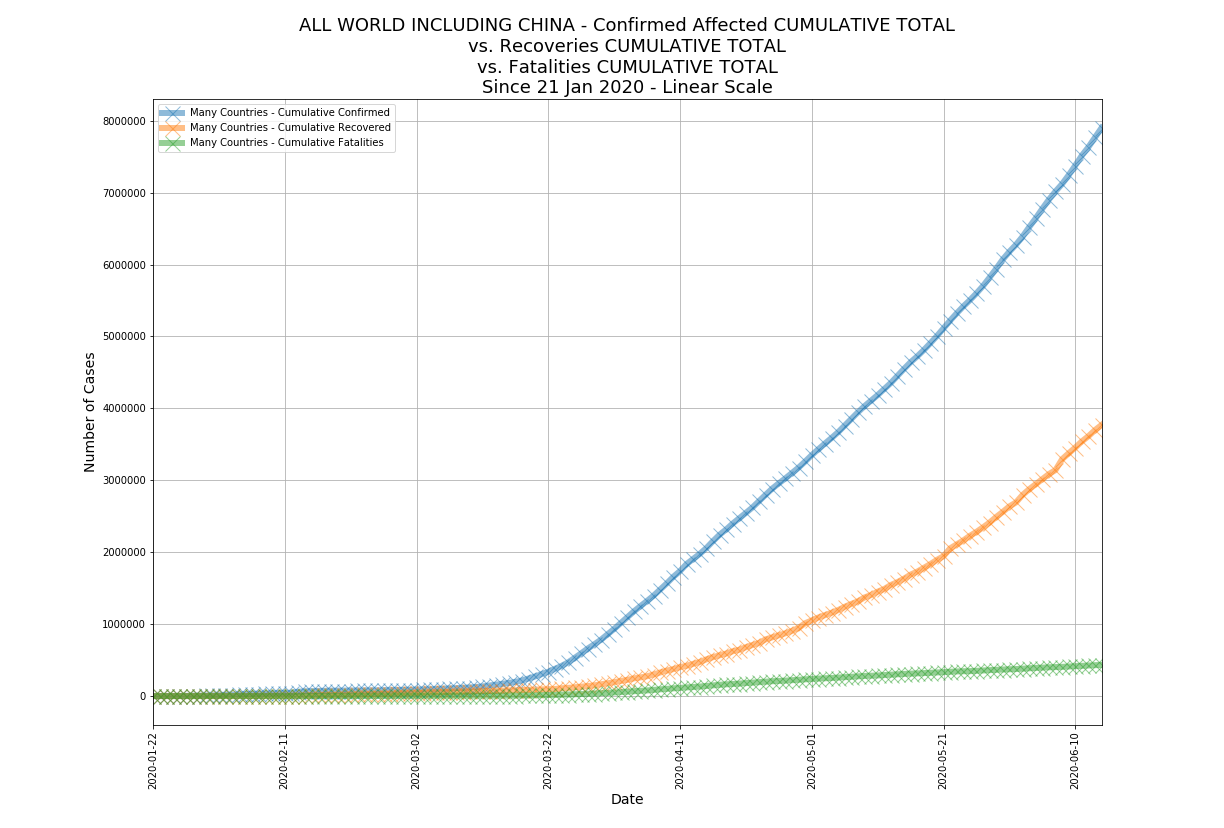 ALL WORLD INCLUDING CHINA - Confirmed Affected CUMULATIVE TOTAL
vs. Recoveries CUMULATIVE TOTAL
vs. Fatalities CUMULATIVE TOTAL
Since 21 Jan 2020 - Linear Scale
Many Countries - Cumulative Confirmed
Many Countries - Cumulative Recovered
Many Countries - Cumulative Fatalities
8000000
7000000
6000000
5000000
4000000
3000000
2000000
1000000
0
Number of Cases
2020-01-22
2020-02-11
2020-03-02
2020-03-22
2020-04-11
2020-05-01
2020-05-21
2020-06-10
Date